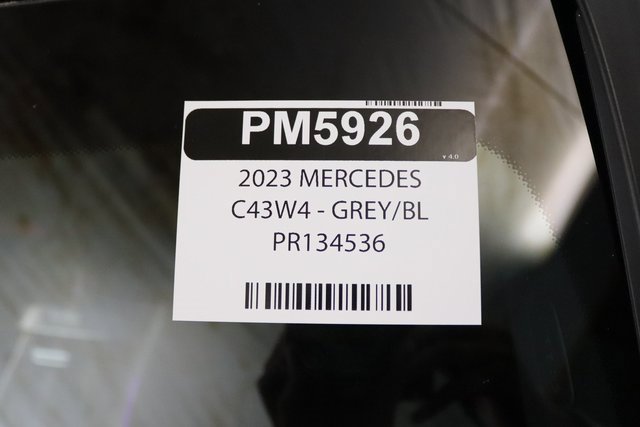 PM5926
v 4.0
2023 MERCEDES
C43W4 - GREY/BL
PR134536